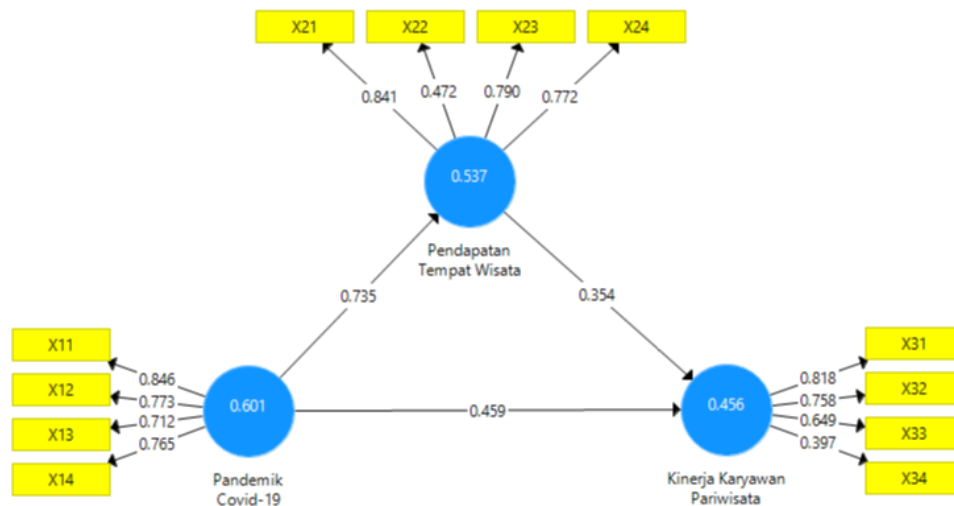 X21 X22 X23 X24
0.841 0.472 0.790 0.772
0.537
Pendapatan
Tempat Wisata
0.735
0.354
X11
X12
X13
X14
0.846
0.773
0.712
0.765
0.601
Pandemik
Covid-19
0.459
0.456
Kinerja Karyawan
Pariwisata
0.818
0.758
0.649
0.397
X31
X32
X33
X34